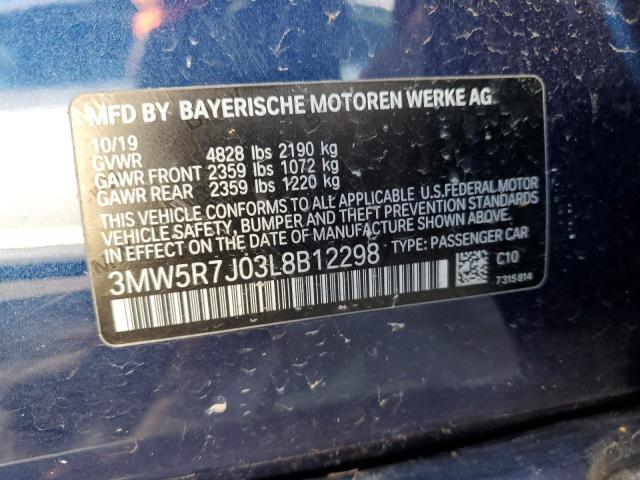 MFD BY BAYERISCHE MOTOREN WERKE AG
10/19
GVWR 4828 lbs 2190 kg
GAWR FRONT 2359 lbs 1072 kg
GAWR REAR 2359 lbs 1220 kg
THIS VEHICLE CONFORMS TO ALL APPLICABLE U.S.FEDERAL MOTOR
VEHICLE SAFETY, BUMPER AND THEFT PREVENTION STANDARDS
IN EFFECT ON THE DATE OF MANUFACTURE SHOWN ABOVE.
3MW5R7J03L8B12298 TYPE: PASSENGER CAR
C10
7315814